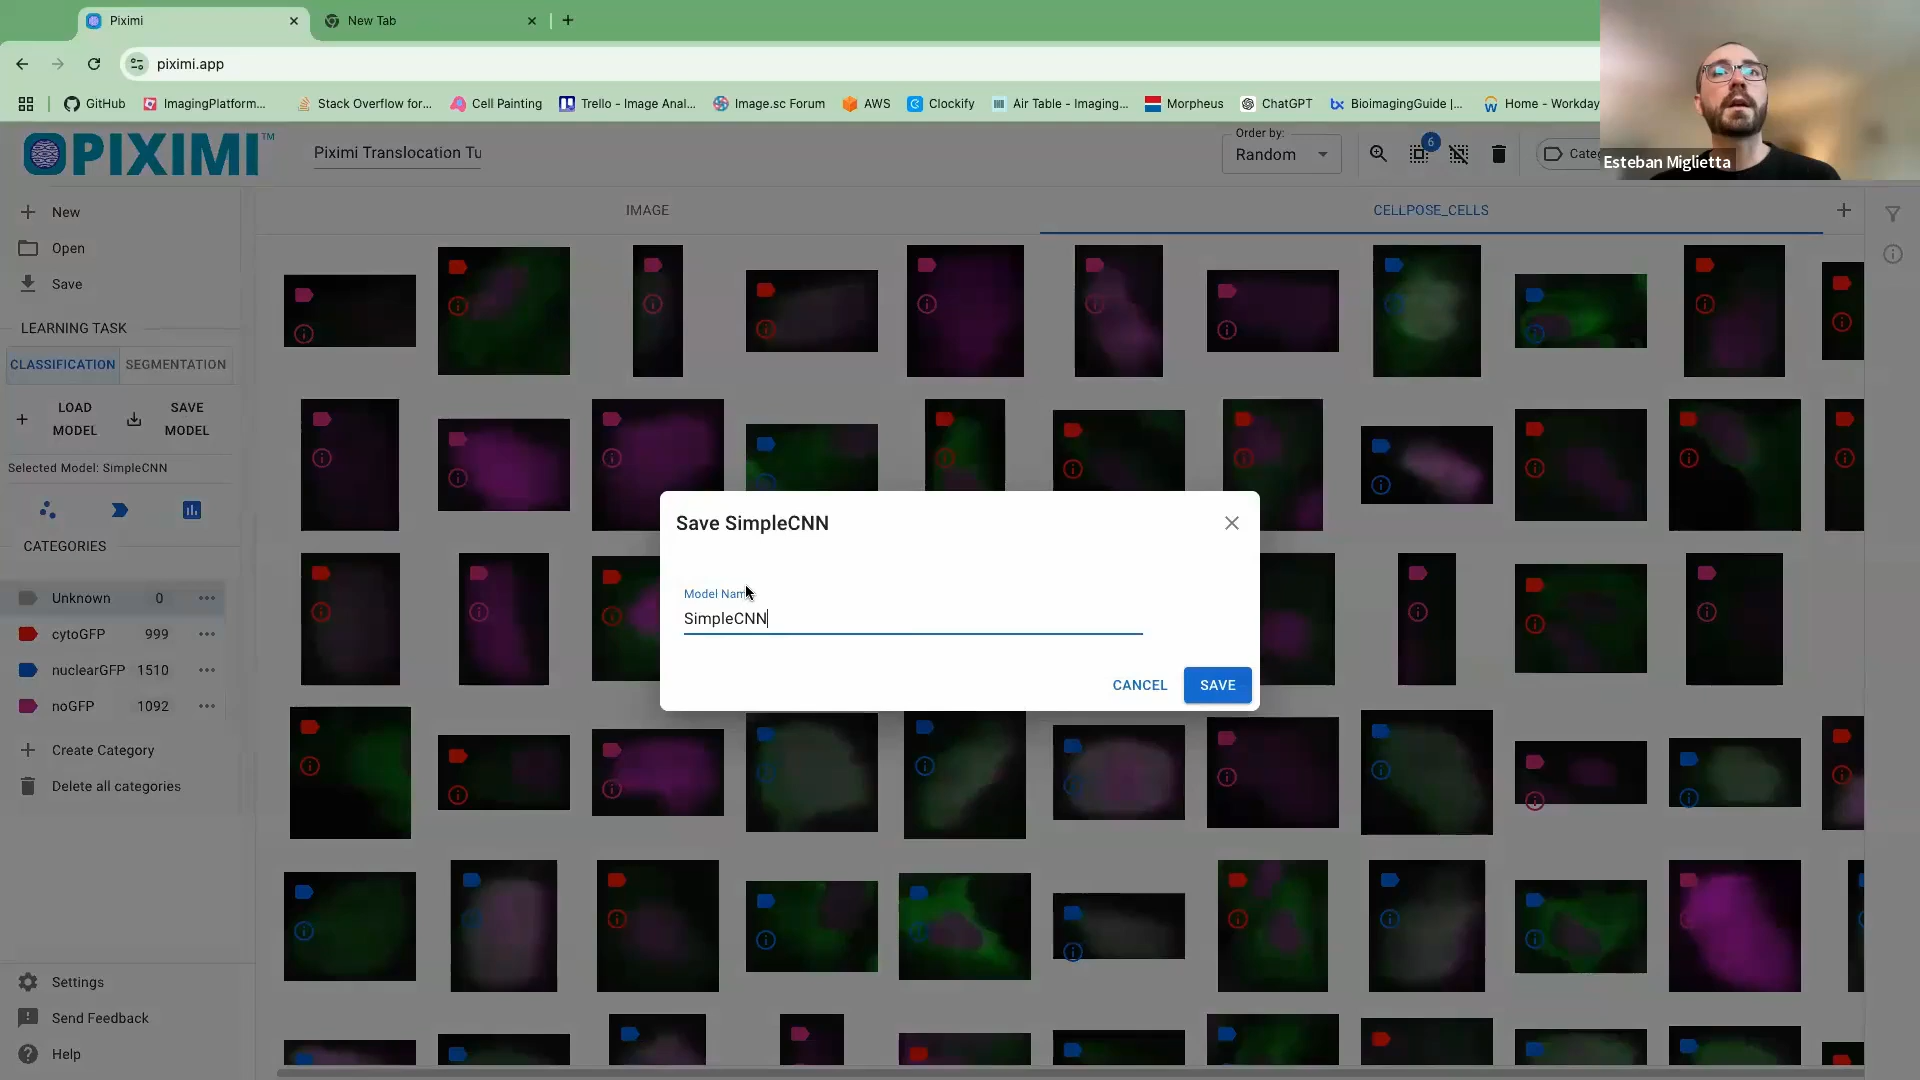 Piximi
New Tab
piximi.app
GitHub
ImagingPlatform...
Stack Overflow for...
Cell Painting
Trello - Image Anal...
Image.sc Forum
AWS
Clockify
Air Table - Imaging...
Morpheus
ChatGPT
BioimagingGuide |...
Home - Workday
Esteban Miglietta
PIXIMI™
Piximi Translocation Tu
Order by:
Random
6
Categ
New
Open
Save
LEARNING TASK
CLASSIFICATION
SEGMENTATION
LOAD
MODEL
SAVE
MODEL
Selected Model: SimpleCNN
CATEGORIES
Unknown 0
cytoGFP 999
nuclearGFP 1510
noGFP 1092
Create Category
Delete all categories
Settings
Send Feedback
Help
IMAGE
CELLPOSE_CELLS
Save SimpleCNN
Model Nam
SimpleCNN
CANCEL
SAVE